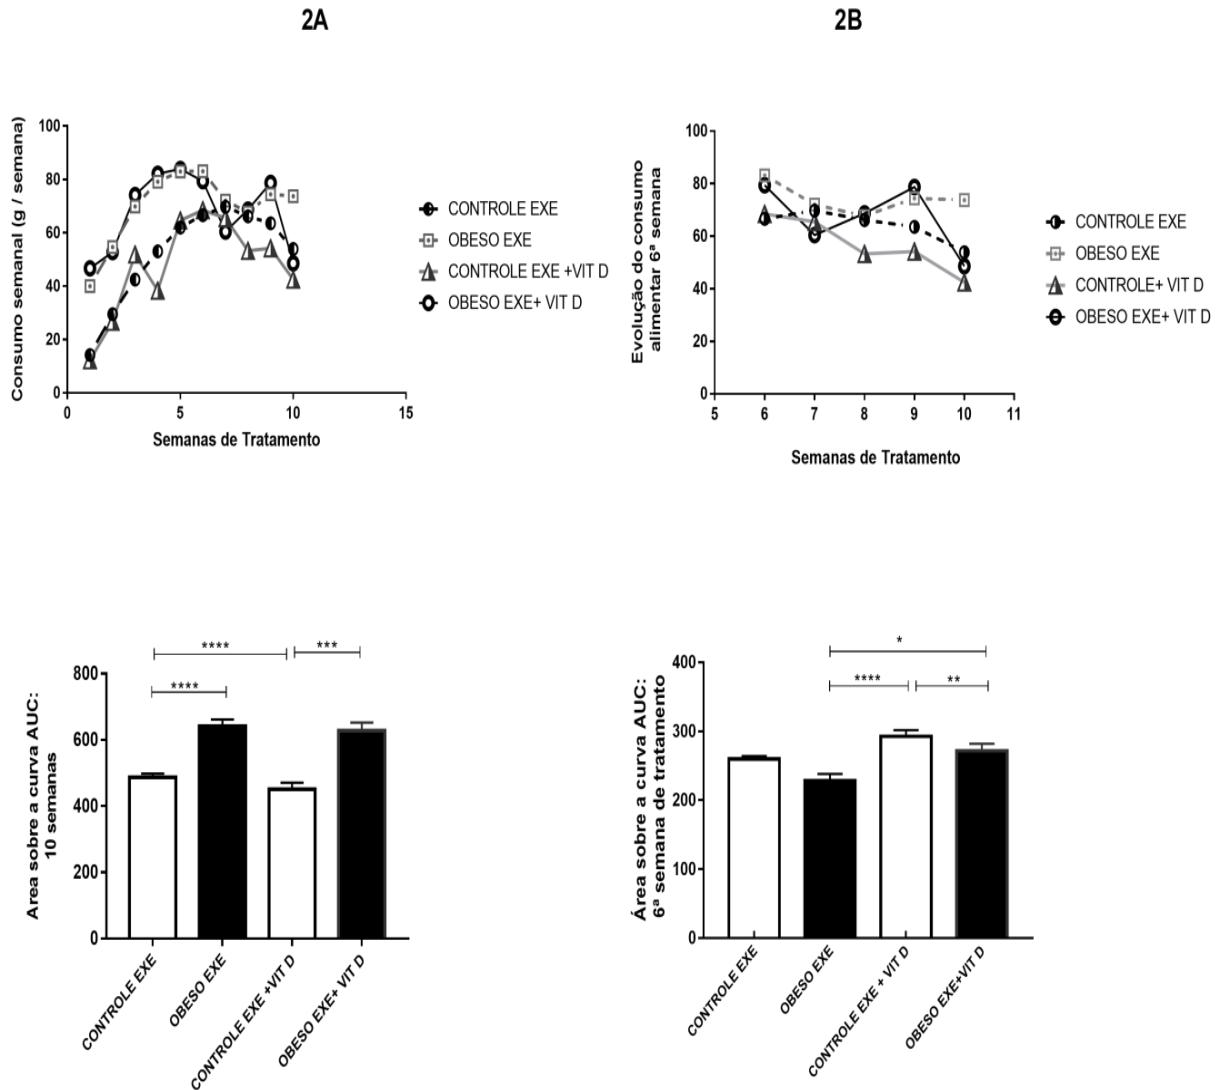 2A
2B
Consumo semanal (g / semana)
100
80
60
40
20
0
0
5
10
15
Semanas de Tratamento
CONTROLE EXE
OBESO EXE
CONTROLE EXE +VIT D
OBESO EXE+ VIT D
Evolução do consumo
alimentar 6ª semana
100
80
60
40
20
0
5
6
7
8
9
10
11
Semanas de Tratamento
CONTROLE EXE
OBESO EXE
CONTROLE+ VIT D
OBESO EXE+ VIT D
Area sobre a curva AUC:
10 semanas
800
600
400
200
0
****
***
****
CONTROLE EXE
OBESO EXE
CONTROLE EXE +VIT D
OBESO EXE+ VIT D
Área sobre a curva AUC:
6ª semana de tratamento
400
300
200
100
0
*
****
**
CONTROLE EXE
OBESO EXE
CONTROLE EXE + VIT D
OBESO EXE+VIT D